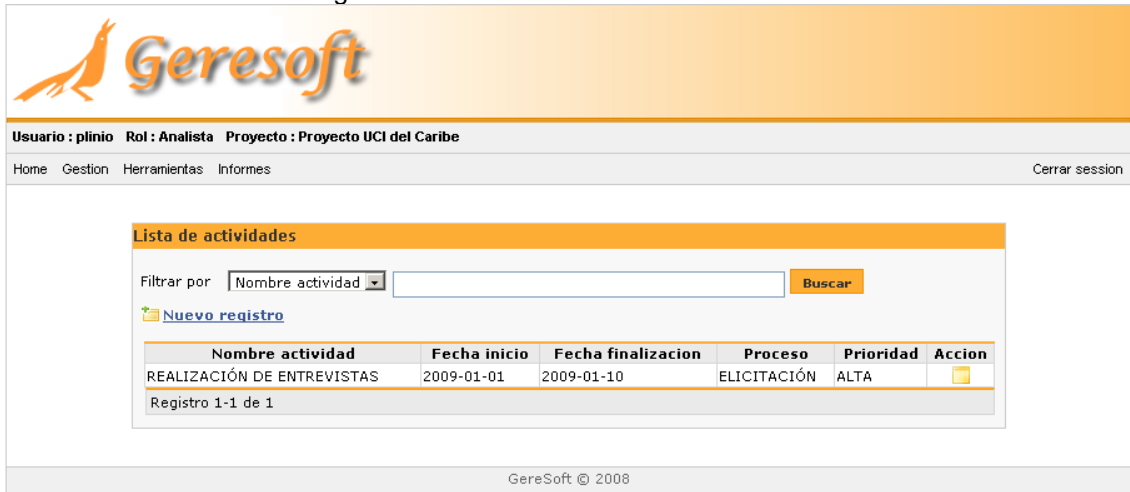 Geresoft
Usuario : plinio Rol : Analista Proyecto : Proyecto UCI del Caribe
Home Gestion Herramientas Informes Cerrar session
Lista de actividades
Filtrar por Nombre actividad Buscar
Nuevo registro
Nombre actividad Fecha inicio Fecha finalizacion Proceso Prioridad Accion
REALIZACIÓN DE ENTREVISTAS 2009-01-01 2009-01-10 ELICITACIÓN ALTA
Registro 1-1 de 1
GereSoft © 2008